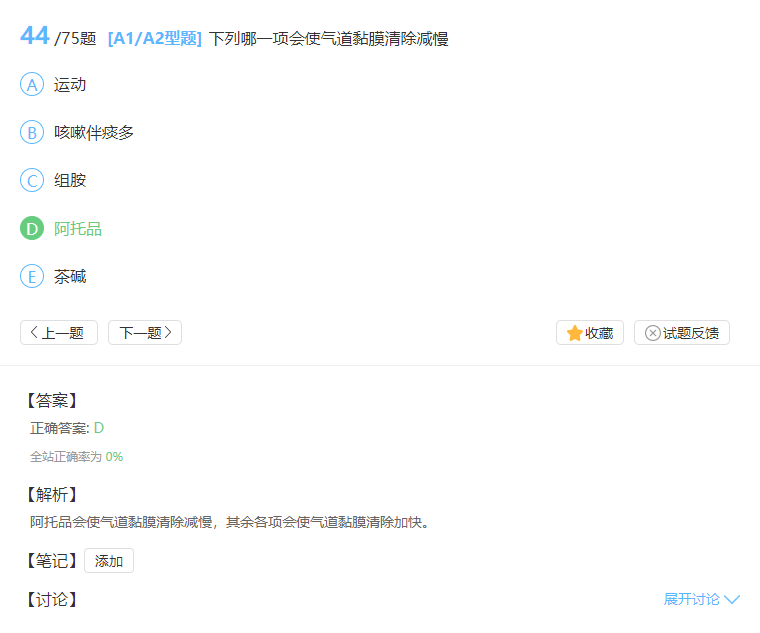 44 /75题 [A1/A2型题] 下列哪一项会使气道黏膜清除减慢
A 运动
B 咳嗽伴痰多
C 组胺
D 阿托品
E 茶碱
上一题 下一题 收藏 试题反馈
【答案】
正确答案: D
全站正确率为 0%
【解析】
阿托品会使气道黏膜清除减慢，其余各项会使气道黏膜清除加快。
【笔记】 添加
【讨论】 展开讨论